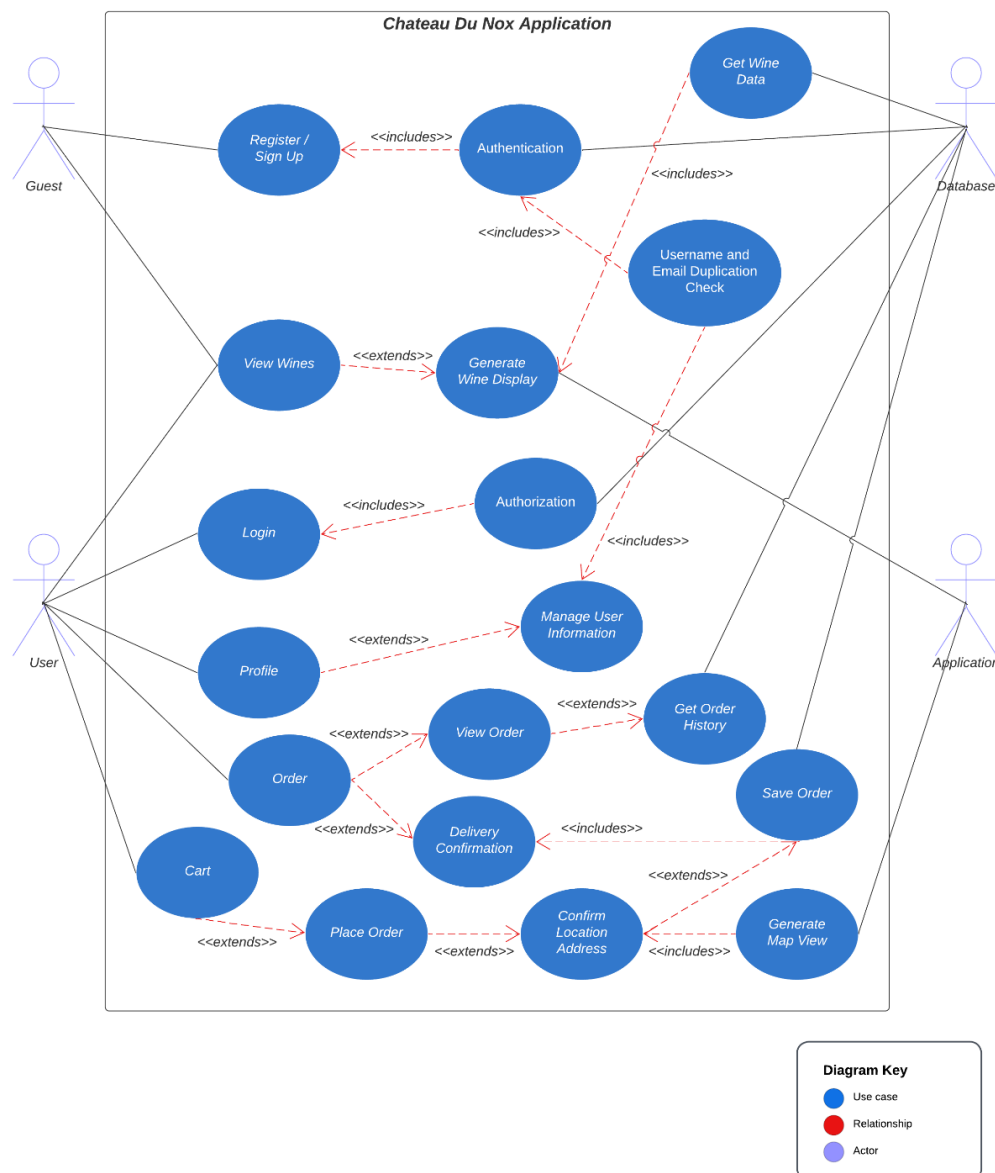 Chateau Du Nox Application
Get Wine
Data
Register /
Sign Up
<<includes>>
Authentication
<<includes>>
Guest
Database
<<includes>>
Username and
Email Duplication
Check
View Wines
<<extends>>
Generate
Wine Display
Login
<<includes>>
Authorization
<<includes>>
Manage User
Information
User
Application
Profile
<<extends>>
<<extends>>
View Order
<<extends>>
Get Order
History
Order
Save Order
<<extends>>
Delivery
Confirmation
<<includes>>
Cart
<<extends>>
<<extends>>
Place Order
<<extends>>
Confirm
Location
Address
<<includes>>
Generate
Map View
Diagram Key
Use case
Relationship
Actor